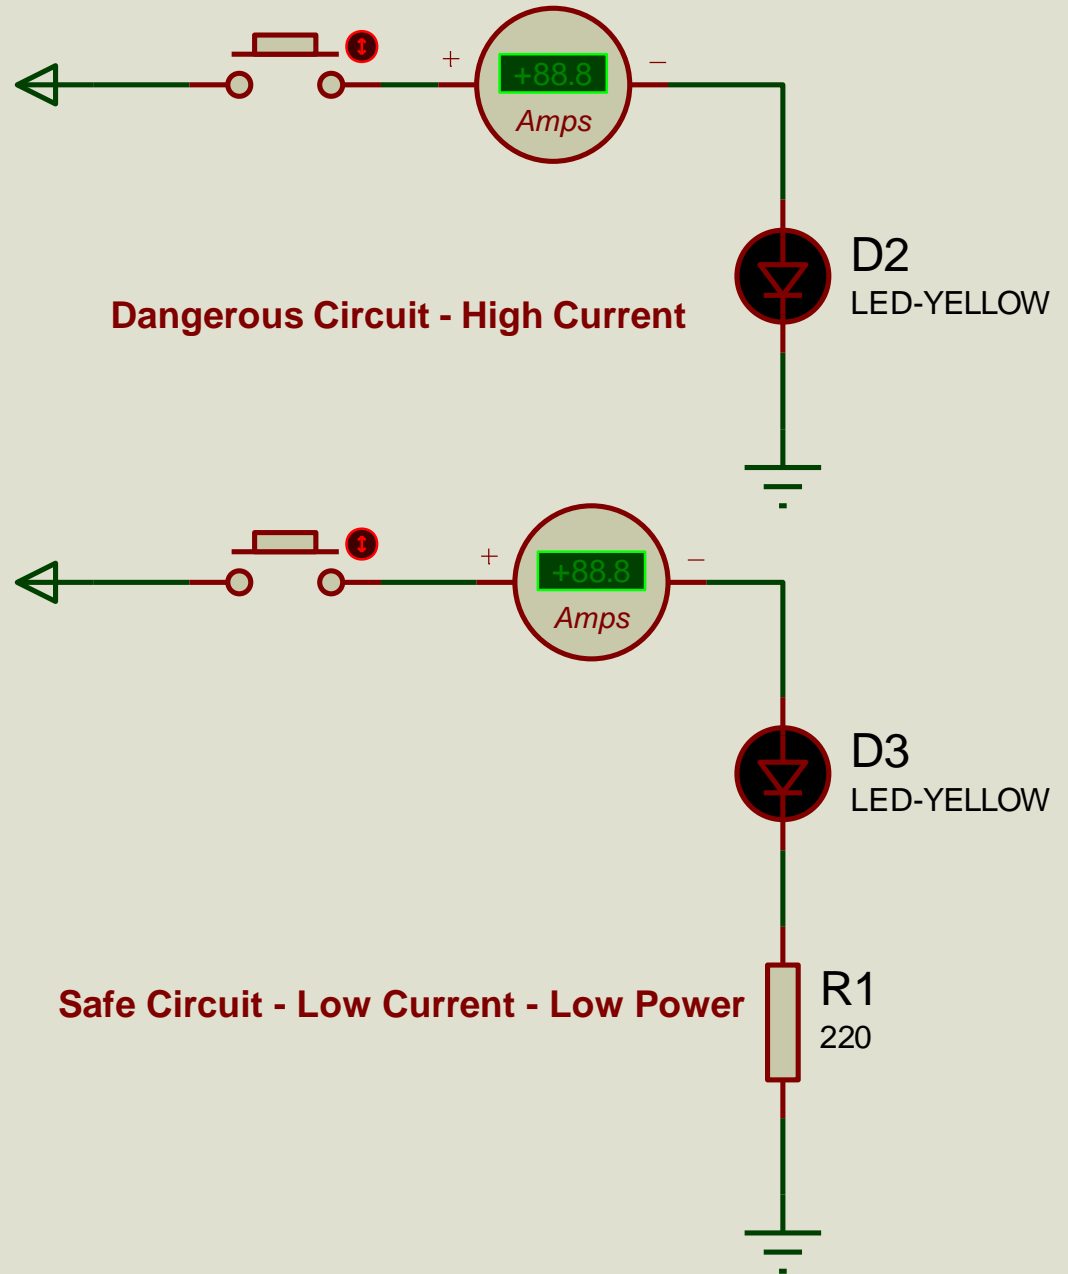 + +88.8 −
Amps
D2
LED-YELLOW
Dangerous Circuit - High Current
+ +88.8 −
Amps
D3
LED-YELLOW
R1
220
Safe Circuit - Low Current - Low Power